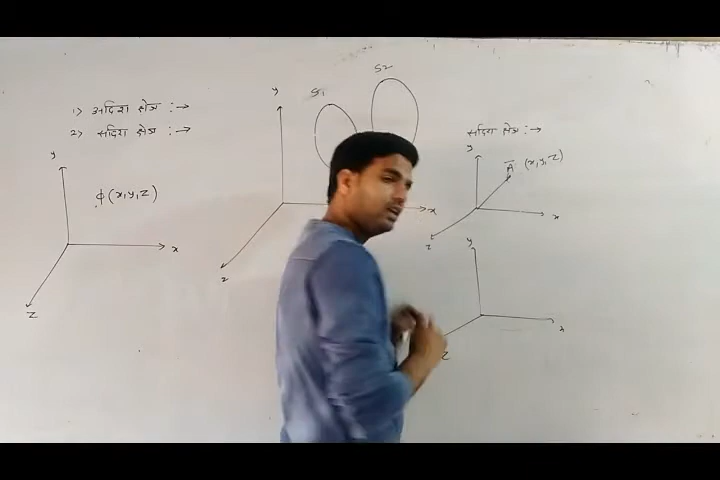 1> अदिश क्षेत्र :→
2> सदिश क्षेत्र :→
y
ϕ(x,y,z)
x
z
y
S1
S2
x
z
सदिश क्षेत्र :→
y
A (x,y,z)
x
z
y
x
z